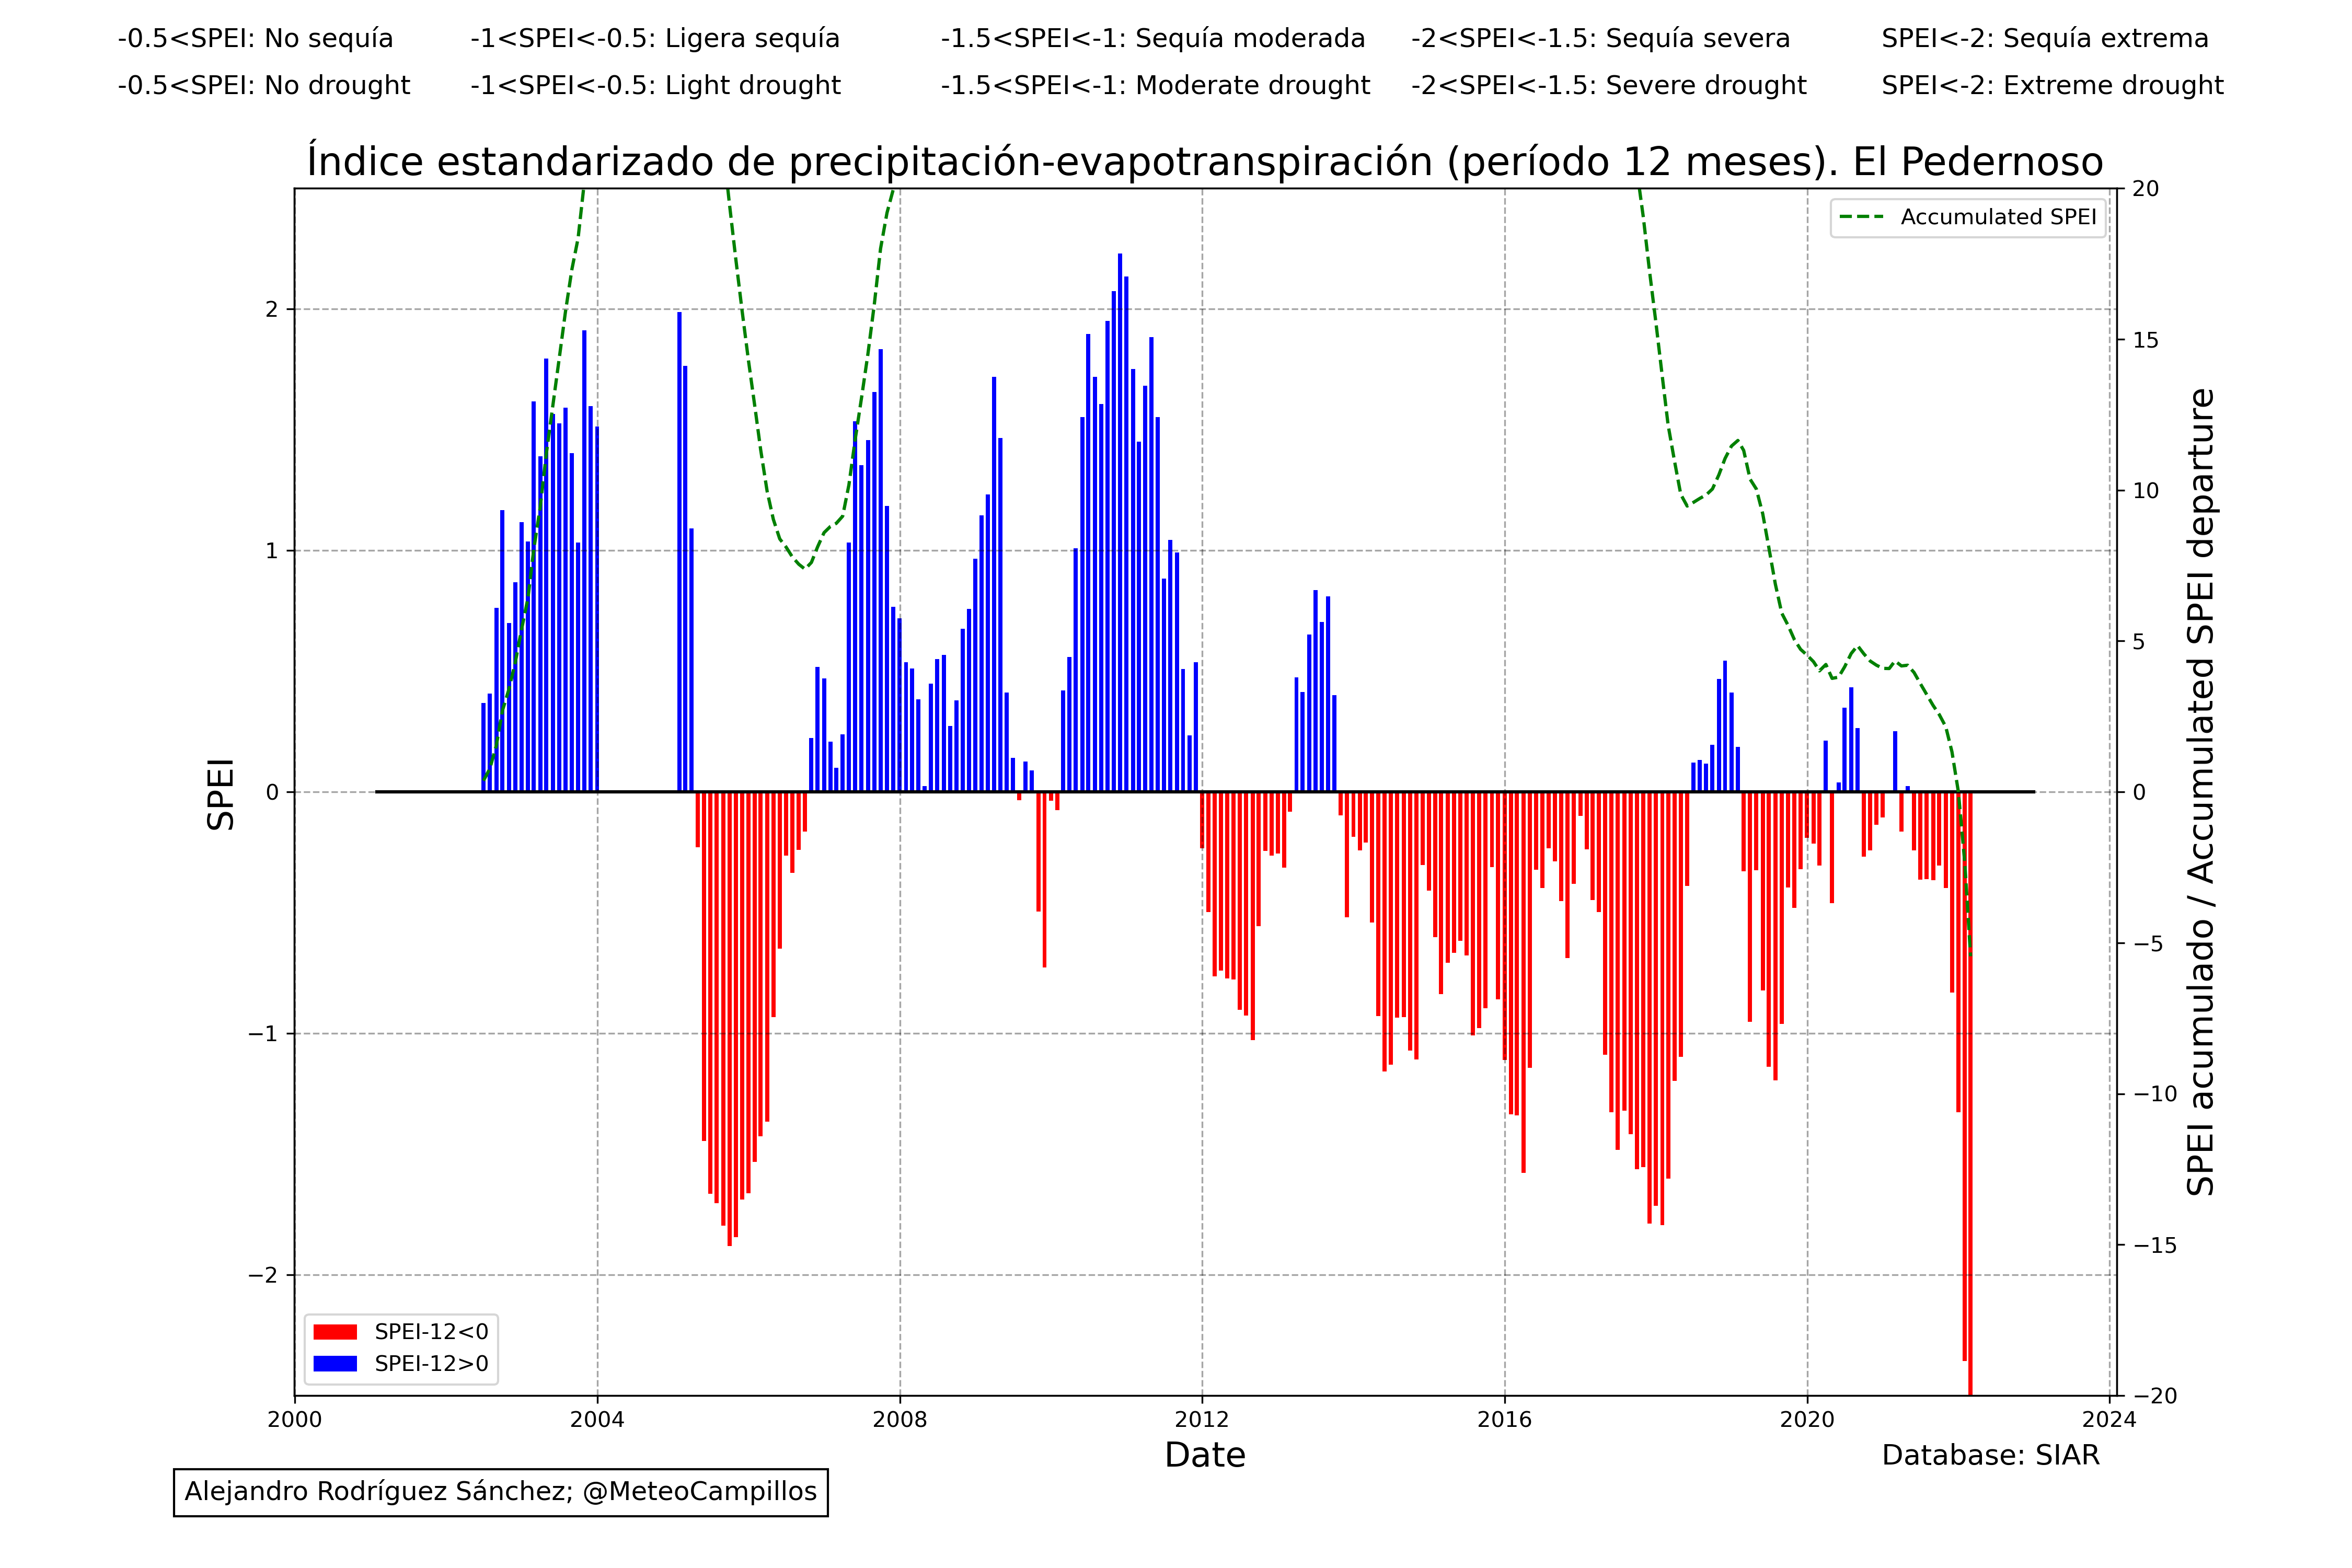 -0.5<SPEI: No sequía -1<SPEI<-0.5: Ligera sequía -1.5<SPEI<-1: Sequía moderada -2<SPEI<-1.5: Sequía severa SPEI<-2: Sequía extrema
-0.5<SPEI: No drought -1<SPEI<-0.5: Light drought -1.5<SPEI<-1: Moderate drought -2<SPEI<-1.5: Severe drought SPEI<-2: Extreme drought
Índice estandarizado de precipitación-evapotranspiración (período 12 meses). El Pedernoso
Accumulated SPEI
2
1
0
−1
−2
SPEI
20
15
10
5
0
−5
−10
−15
−20
SPEI acumulado / Accumulated SPEI departure
SPEI-12<0
SPEI-12>0
2000 2004 2008 2012 2016 2020 2024
Date
Database: SIAR
Alejandro Rodríguez Sánchez; @MeteoCampillos